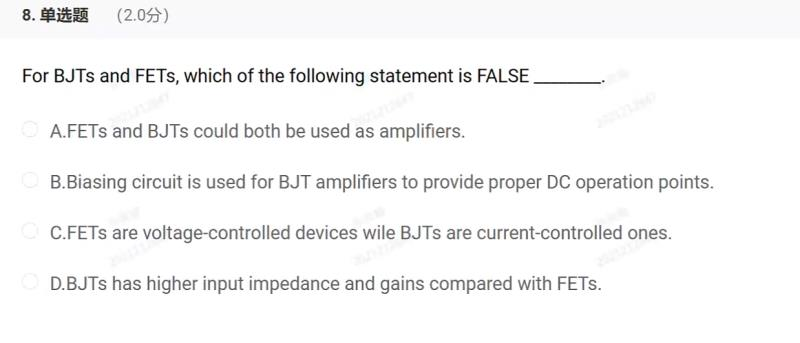 8. 单选题 (2.0分)
For BJTs and FETs, which of the following statement is FALSE ________.
A.FETs and BJTs could both be used as amplifiers.
B.Biasing circuit is used for BJT amplifiers to provide proper DC operation points.
C.FETs are voltage-controlled devices wile BJTs are current-controlled ones.
D.BJTs has higher input impedance and gains compared with FETs.